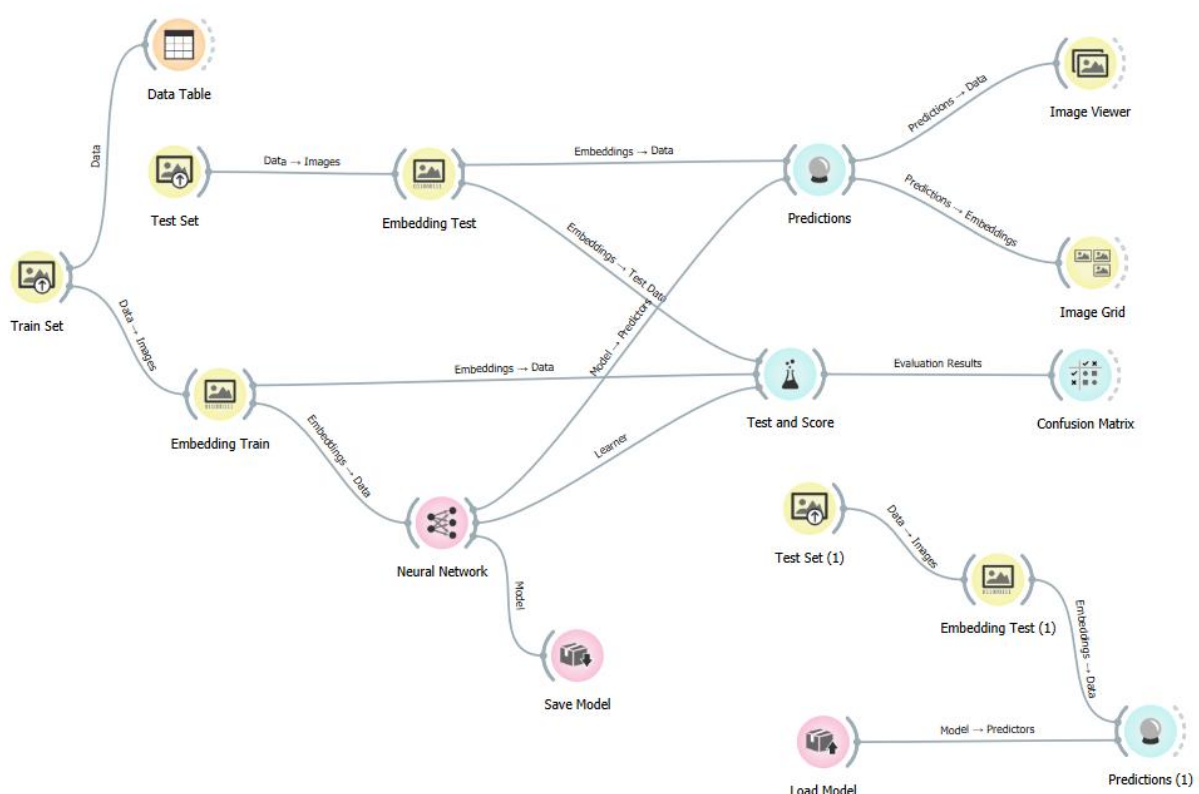 Data Table
Image Viewer
Predictions → Data
Data
Data → Images
Embeddings → Data
Test Set
Embedding Test
Predictions
Predictions → Embeddings
Embeddings → Test Data
Train Set
Image Grid
Data → Images
Model → Predictors
Embeddings → Data
Evaluation Results
Embedding Train
Test and Score
Confusion Matrix
Embeddings → Data
Learner
Neural Network
Test Set (1)
Data → Images
Model
Embedding Test (1)
Embeddings → Data
Save Model
Model → Predictors
Load Model
Predictions (1)